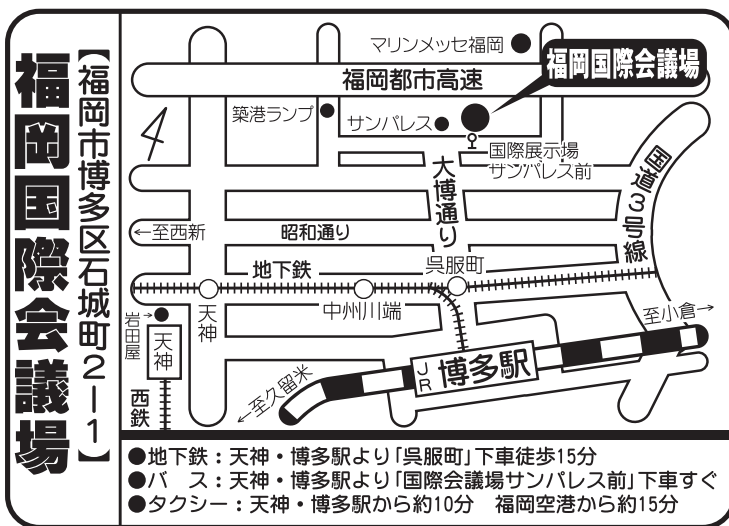 福岡国際会議場
【福岡市博多区石城町2ー1】
マリンメッセ福岡
福岡国際会議場
福岡都市高速
築港ランプ
サンパレス
国際展示場
サンパレス前
大博通り
国道3号線
←至西新
昭和通り
地下鉄
呉服町
天神
中州川端
至小倉→
岩田屋→
天神
JR
博多駅
←至久留米
西鉄
●地下鉄：天神・博多駅より「呉服町」下車徒歩15分
●バ　ス：天神・博多駅より「国際会議場サンパレス前」下車すぐ
●タクシー：天神・博多駅から約10分　福岡空港から約15分